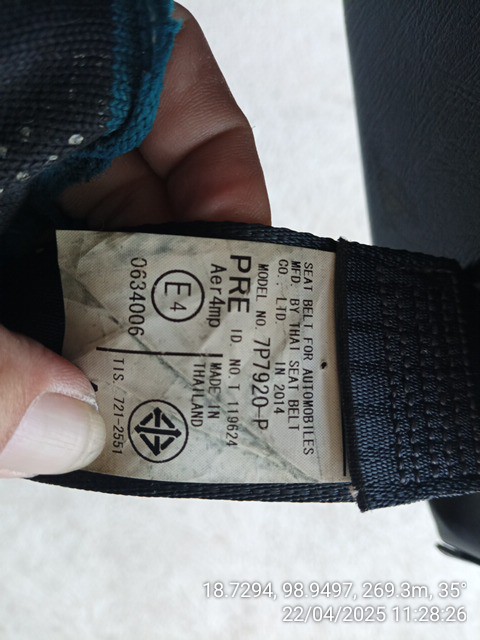 SEAT BELT FOR AUTOMOBILES
MFD. BY THAI SEAT BELT
CO., LTD. IN 2014
MODEL NO. 7P7920-P
PRE ID. NO.T 119624
Aer4mp
MADE IN
THAILAND
E4
0634006
TIS. 721-2551
18.7294, 98.9497, 269.3m, 35°
22/04/2025 11:28:26